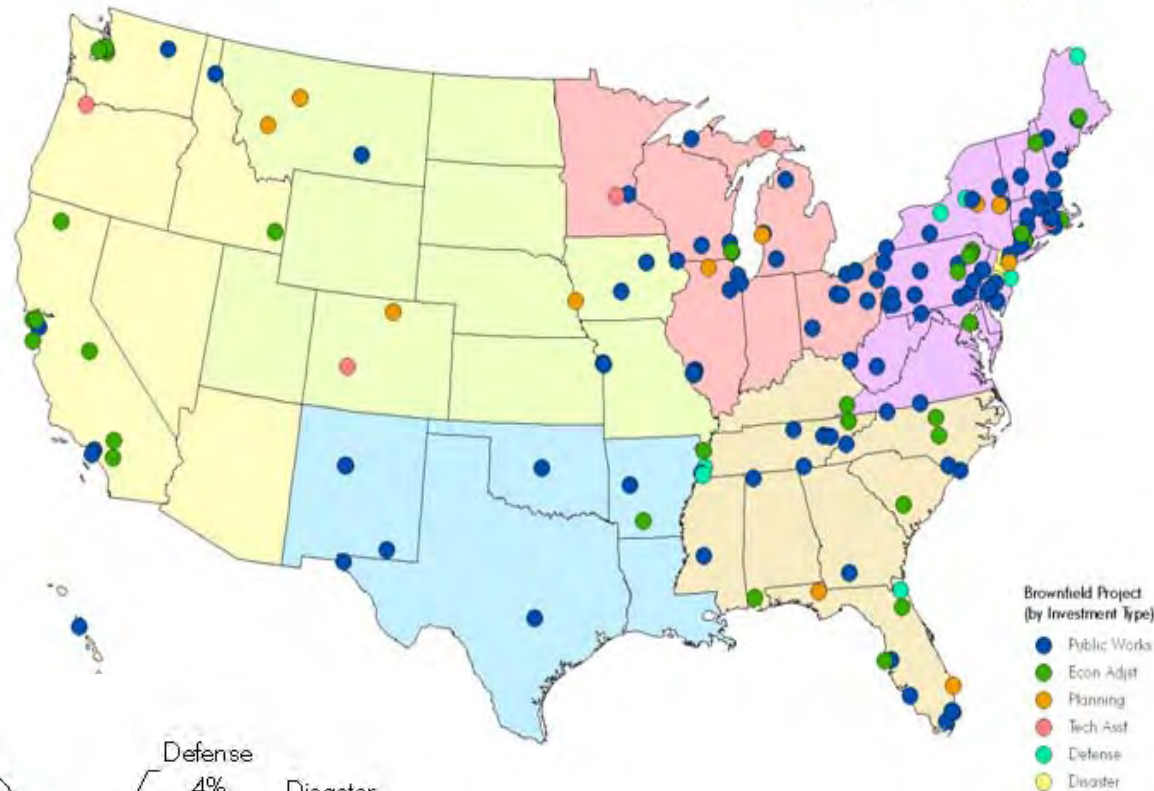 Brownfield Project
(by Investment Type)
Public Works
Econ Adjst
Planning
Tech Asst
Defense
Disaster
Defense
4%
Disaster